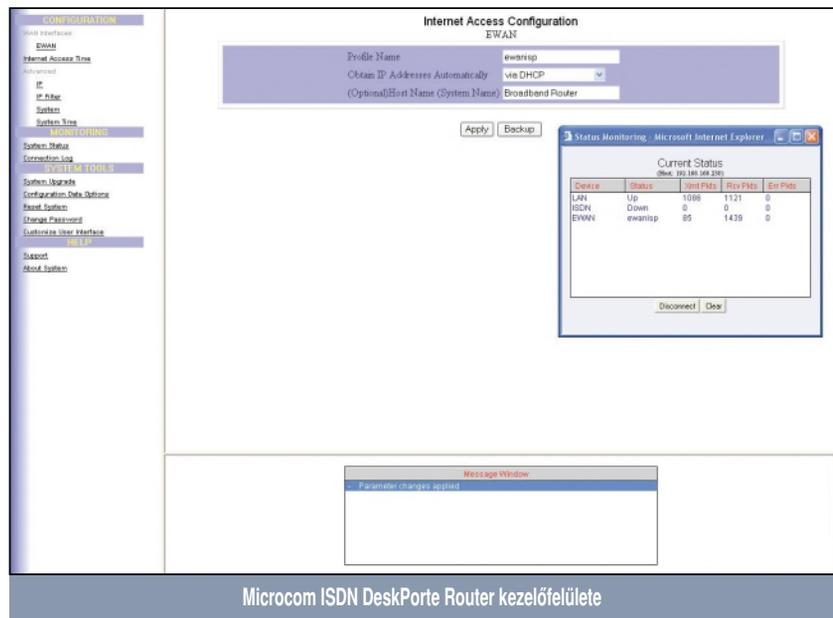 CONFIGURATION
WAN Interfaces
EWAN
Internet Access Time
Advanced
IP
IP Filter
System
System Time
MONITORING
System Status
Connection Log
SYSTEM TOOLS
System Upgrade
Configuration Data Options
Reset System
Change Password
Customize User Interface
HELP
Support
About System
Internet Access Configuration
EWAN
Profile Name ewanisp
Obtain IP Addresses Automatically via DHCP
(Optional)Host Name (System Name) Broadband Router
Apply Backup
Status Monitoring - Microsoft Internet Explorer
Current Status
(Host: 192.168.168.230)
Device Status Xmt Pkts Rcv Pkts Err Pkts
LAN Up 1086 1121 0
ISDN Down 0 0 0
EWAN ewanisp 85 1439 0
Disconnect Clear
Message Window
- Parameter changes applied
Microcom ISDN DeskPorte Router kezelőfelülete